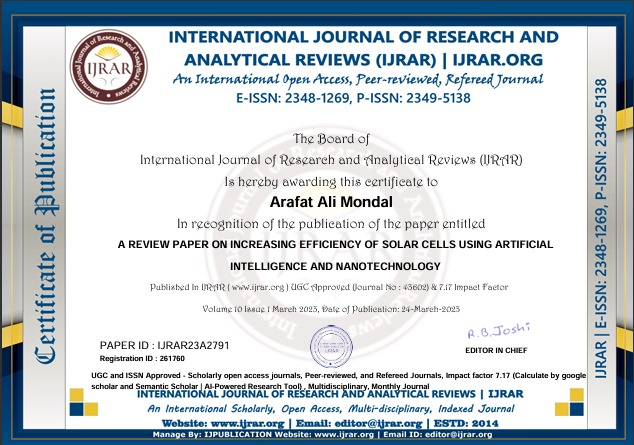 INTERNATIONAL JOURNAL OF RESEARCH AND
ANALYTICAL REVIEWS (IJRAR) | IJRAR.ORG
An International Open Access, Peer-reviewed, Refereed Journal
E-ISSN: 2348-1269, P-ISSN: 2349-5138
International Journal of Research and Analytical Reviews
IJRAR
Certificate of Publication
The Board of
International Journal of Research and Analytical Reviews (IJRAR)
Is hereby awarding this certificate to
Arafat Ali Mondal
In recognition of the publication of the paper entitled
A REVIEW PAPER ON INCREASING EFFICIENCY OF SOLAR CELLS USING ARTIFICIAL
INTELLIGENCE AND NANOTECHNOLOGY
Published In IJRAR ( www.ijrar.org ) UGC Approved (Journal No : 43602) & 7.17 Impact Factor
Volume 10 Issue 1 March 2023, Date of Publication: 24-March-2023
PAPER ID : IJRAR23A2791
Registration ID : 261760
R.B.Joshi
EDITOR IN CHIEF
UGC and ISSN Approved - Scholarly open access journals, Peer-reviewed, and Refereed Journals, Impact factor 7.17 (Calculate by google
scholar and Semantic Scholar | AI-Powered Research Tool) , Multidisciplinary, Monthly Journal
INTERNATIONAL JOURNAL OF RESEARCH AND ANALYTICAL REVIEWS | IJRAR
An International Scholarly, Open Access, Multi-disciplinary, Indexed Journal
Website: www.ijrar.org | Email: editor@ijrar.org | ESTD: 2014
Manage By: IJPUBLICATION Website: www.ijrar.org | Email ID: editor@ijrar.org
IJRAR | E-ISSN: 2348-1269, P-ISSN: 2349-5138